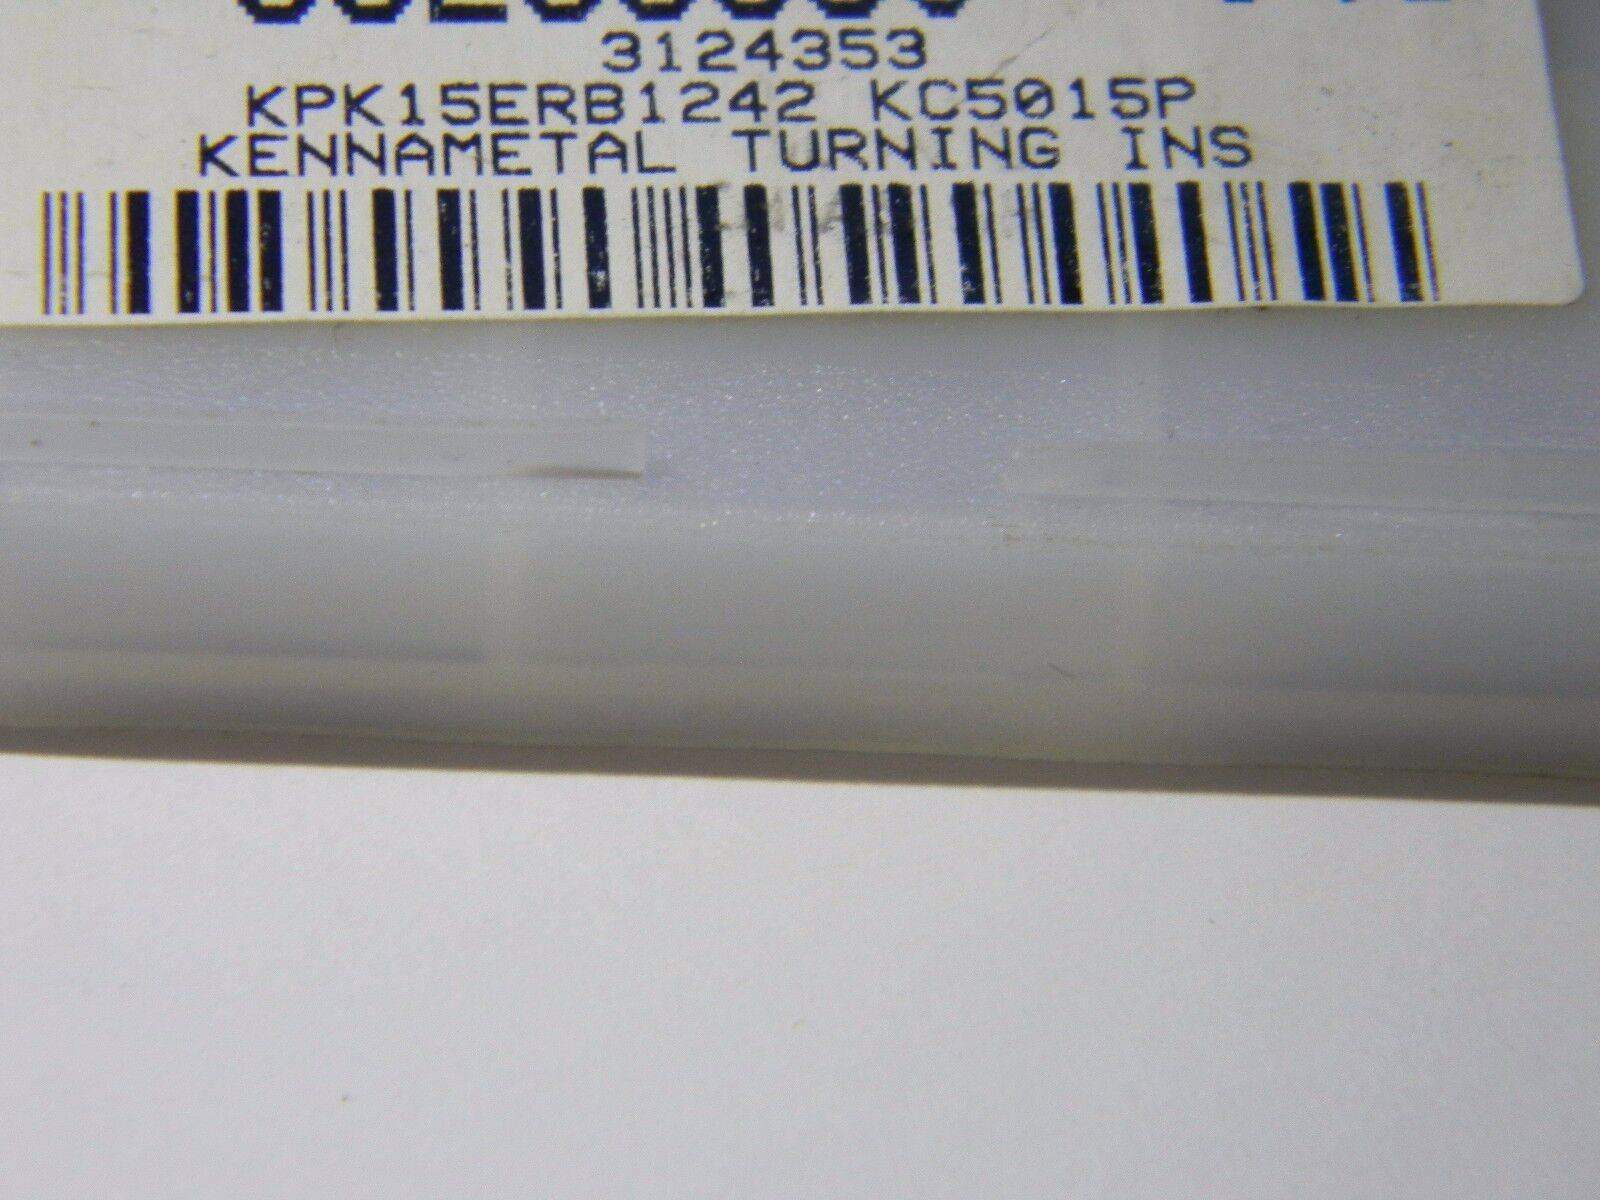 3124353
KPK15ERB1242 KC5015P
KENNAMETAL TURNING INS